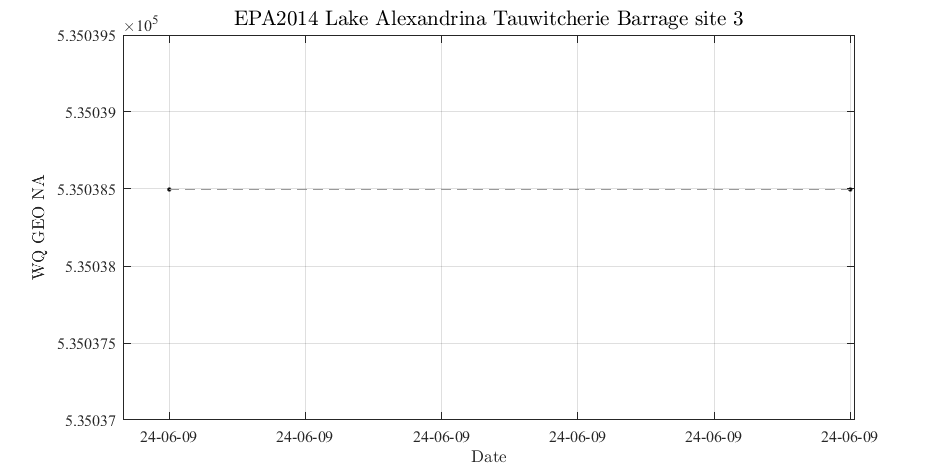 EPA2014 Lake Alexandrina Tauwitcherie Barrage site 3
×10^5
5.350395
5.35039
5.350385
5.35038
5.350375
5.35037
WQ GEO NA
24-06-09 24-06-09 24-06-09 24-06-09 24-06-09 24-06-09
Date